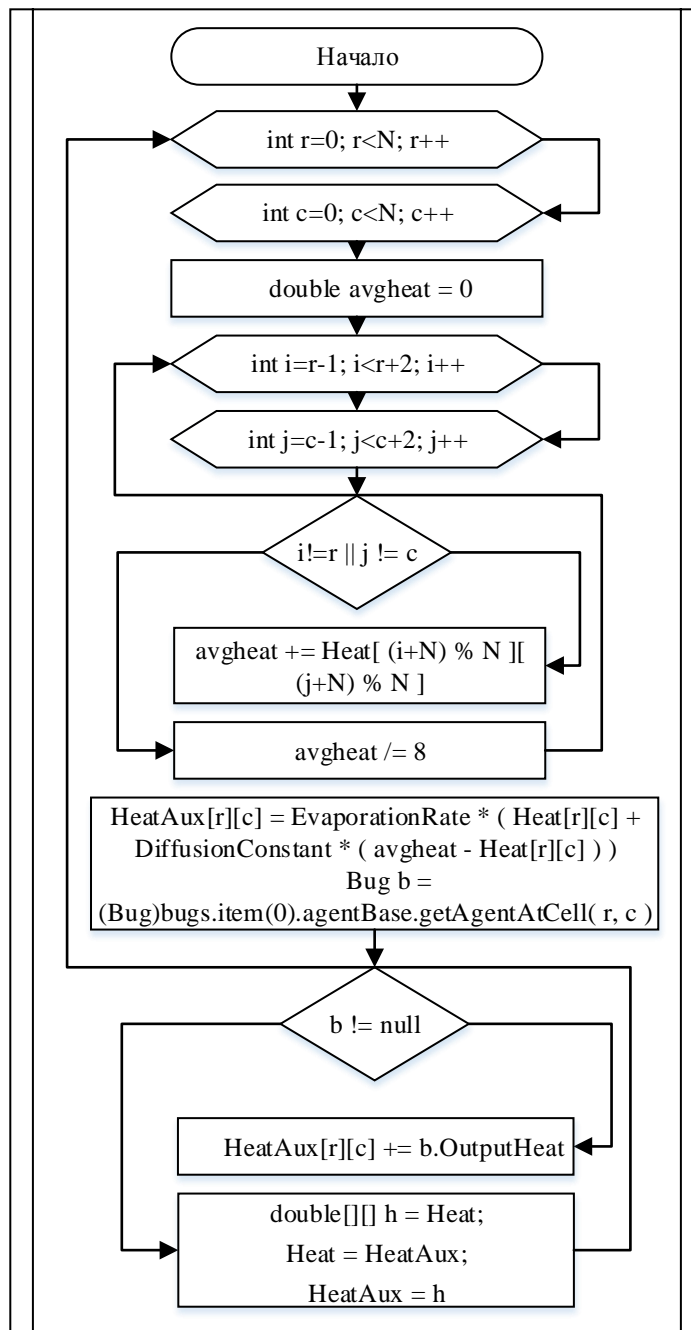 Начало
int r=0; r<N; r++
int c=0; c<N; c++
double avgheat = 0
int i=r-1; i<r+2; i++
int j=c-1; j<c+2; j++
i!=r || j != c
avgheat += Heat[ (i+N) % N ][
(j+N) % N ]
avgheat /= 8
HeatAux[r][c] = EvaporationRate * ( Heat[r][c] +
DiffusionConstant * ( avgheat - Heat[r][c] ) )
Bug b =
(Bug)bugs.item(0).agentBase.getAgentAtCell( r, c )
b != null
HeatAux[r][c] += b.OutputHeat
double[][] h = Heat;
Heat = HeatAux;
HeatAux = h